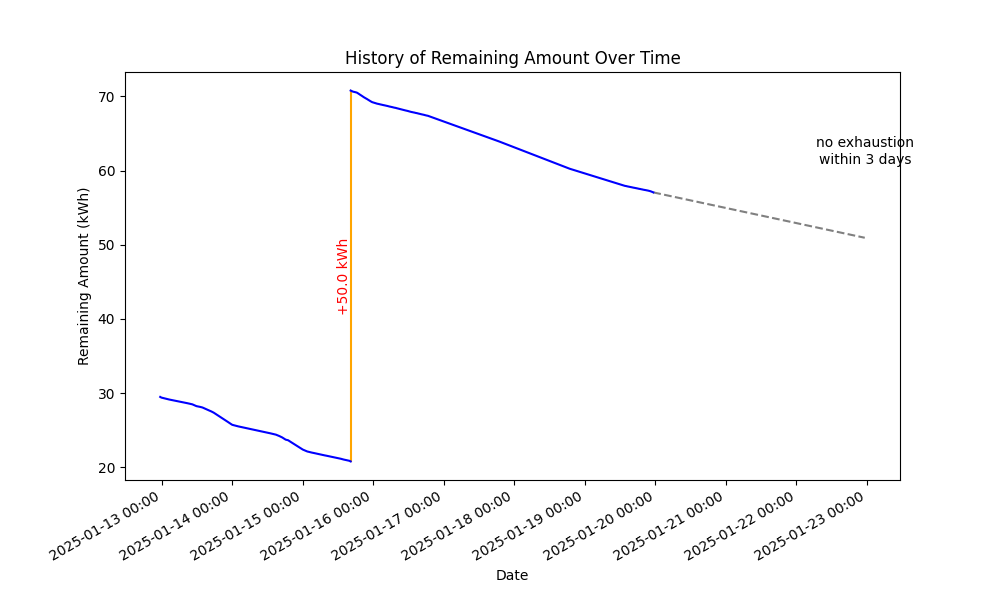 History of Remaining Amount Over Time
70
60
50
40
30
20
Remaining Amount (kWh)
no exhaustion
within 3 days
+50.0 kWh
2025-01-13 00:00
2025-01-14 00:00
2025-01-15 00:00
2025-01-16 00:00
2025-01-17 00:00
2025-01-18 00:00
2025-01-19 00:00
2025-01-20 00:00
2025-01-21 00:00
2025-01-22 00:00
2025-01-23 00:00
Date